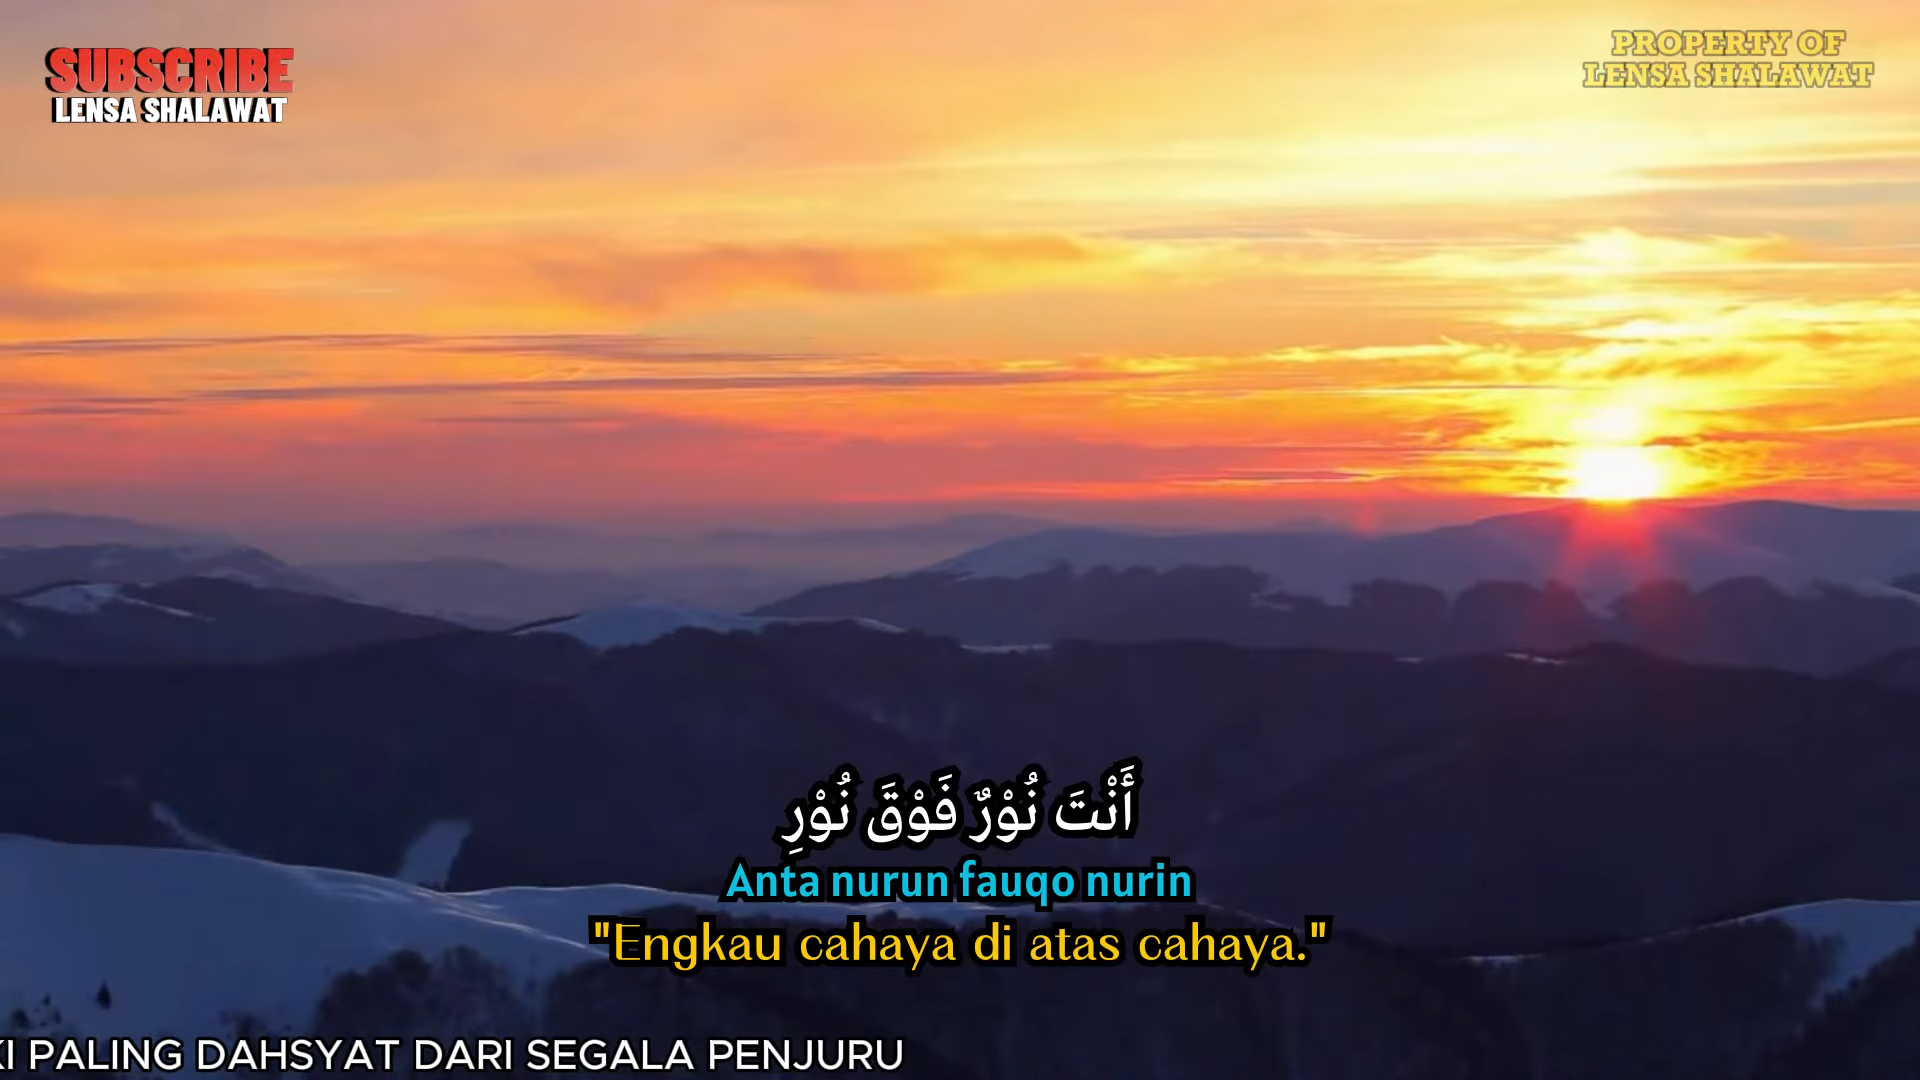 SUBSCRIBE
LENSA SHALAWAT
PROPERTY OF
LENSA SHALAWAT
أَنْتَ نُوْرٌ فَوْقَ نُوْرِ
Anta nurun fauqo nurin
"Engkau cahaya di atas cahaya."
PALING DAHSYAT DARI SEGALA PENJURU